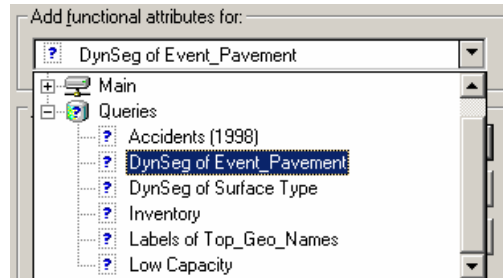 Add functional attributes for:
DynSeg of Event_Pavement
Main
Queries
Accidents (1998)
DynSeg of Event_Pavement
DynSeg of Surface Type
Inventory
Labels of Top_Geo_Names
Low Capacity